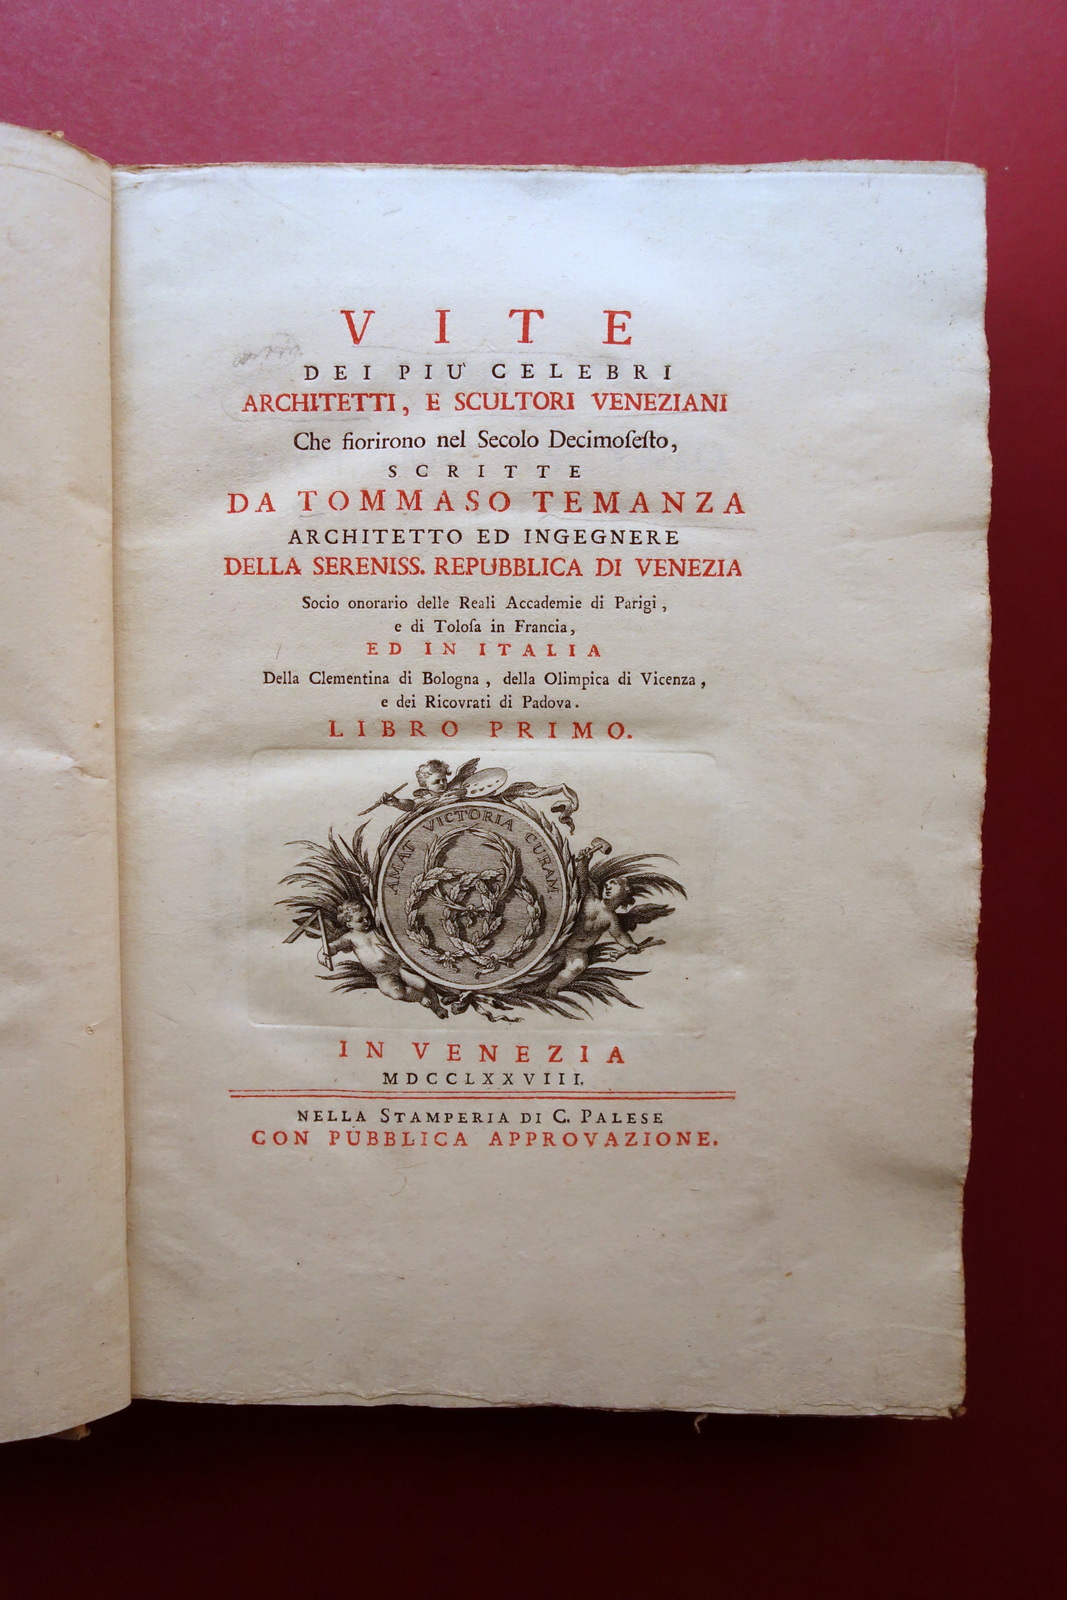 VITE
DEI PIU' CELEBRI
ARCHITETTI, E SCULTORI VENEZIANI
Che fiorirono nel Secolo Decimoſeſto,
SCRITTE
DA TOMMASO TEMANZA
ARCHITETTO ED INGEGNERE
DELLA SERENISS. REPUBBLICA DI VENEZIA
Socio onorario delle Reali Accademie di Parigi,
e di Toloſa in Francia,
ED IN ITALIA
Della Clementina di Bologna, della Olimpica di Vicenza,
e dei Ricovrati di Padova.
LIBRO PRIMO.
AMAT VICTORIA CURAM
IN VENEZIA
MDCCLXXVIII.
NELLA STAMPERIA DI C. PALESE
CON PUBBLICA APPROVAZIONE.